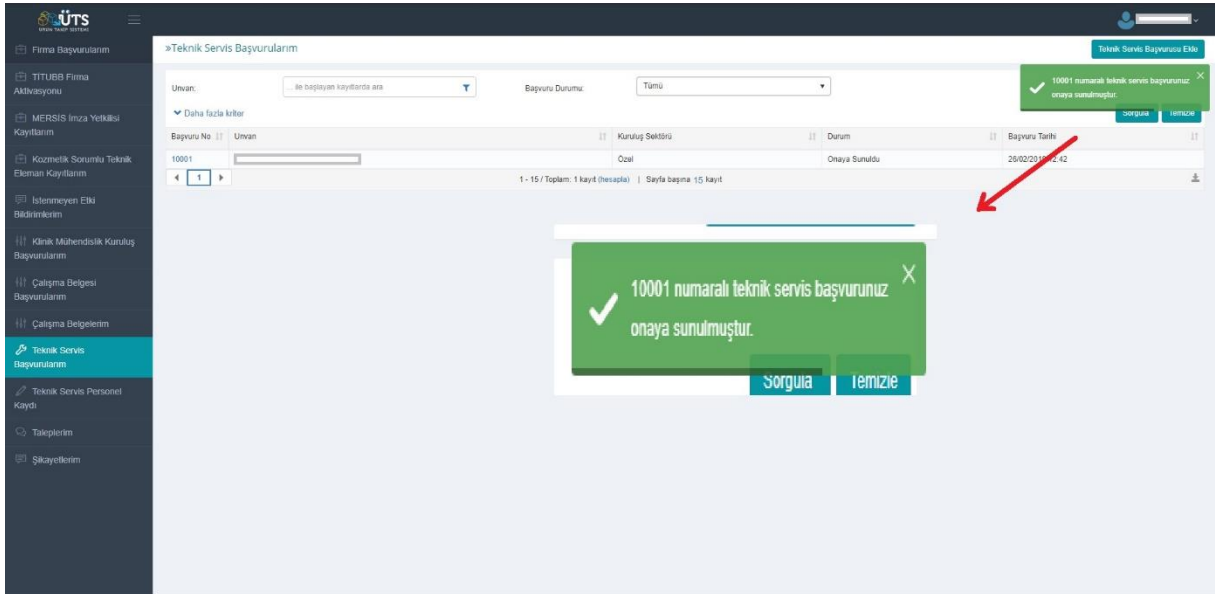 ÜTS
ÜRÜN TAKİP SİSTEMİ
Firma Başvurularım
»Teknik Servis Başvurularım
Teknik Servis Başvurusu Ekle
TİTUBB Firma
Aktivasyonu
Unvan:
... ile başlayan kayıtlarda ara
Başvuru Durumu:
Tümü
10001 numaralı teknik servis başvurunuz
onaya sunulmuştur.
Daha fazla kriter
Sorgula
Temizle
MERSIS İmza Yetkilisi
Kayıtlarım
Başvuru No
Unvan
Kuruluş Sektörü
Durum
Başvuru Tarihi
10001
Özel
Onaya Sunuldu
1
1 - 15 / Toplam: 1 kayıt (hesapla) | Sayfa başına 15 kayıt
Kozmetik Sorumlu Teknik
Eleman Kayıtlarım
İstenmeyen Etki
Bildirimlerim
Klinik Mühendislik Kuruluş
Başvurularım
Çalışma Belgesi
Başvurularım
Çalışma Belgelerim
Teknik Servis
Başvurularım
Teknik Servis Personel
Kaydı
Taleplerim
Şikayetlerim
10001 numaralı teknik servis başvurunuz
onaya sunulmuştur.
Sorgula
Temizle